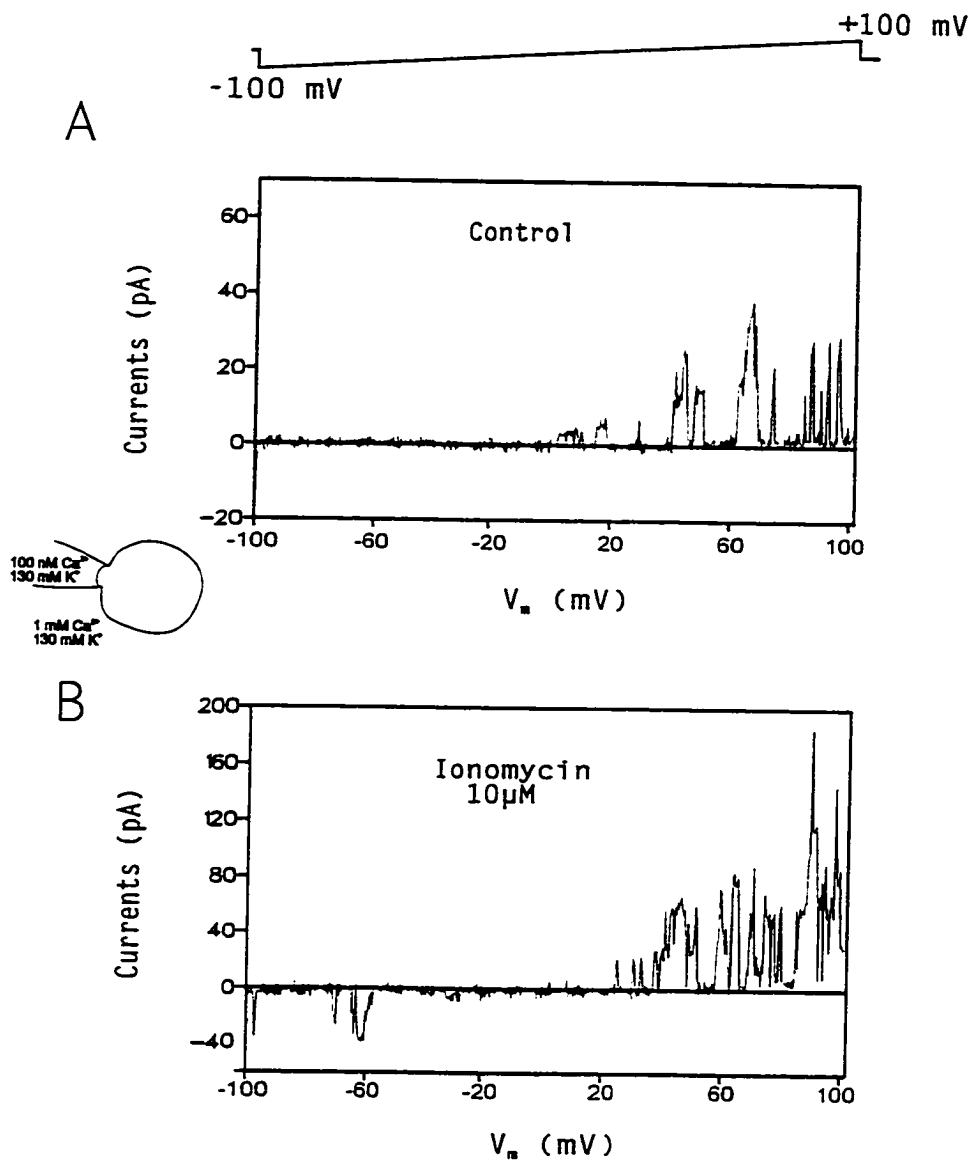 +100 mV
-100 mV
A
Control
Currents (pA)
60
40
20
0
-20
-100 -60 -20 20 60 100
Vm (mV)
100 nM Ca2+
130 mM K+
1 mM Ca2+
130 mM K+
B
Ionomycin
10µM
Currents (pA)
200
160
120
80
40
0
-40
-100 -60 -20 20 60 100
Vm (mV)